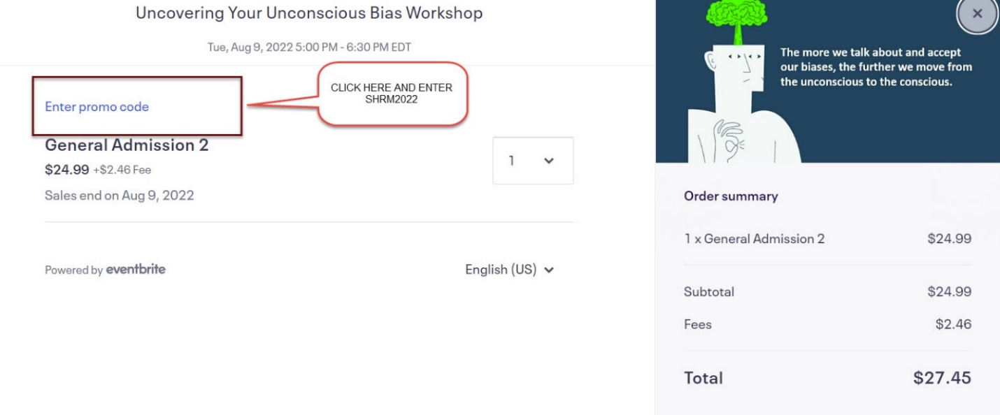 Uncovering Your Unconscious Bias Workshop
Tue, Aug 9, 2022 5:00 PM - 6:30 PM EDT
Enter promo code
CLICK HERE AND ENTER
SHRM2022
General Admission 2
$24.99 +$2.46 Fee
Sales end on Aug 9, 2022
1
Powered by eventbrite
English (US)
The more we talk about and accept
our biases, the further we move from
the unconscious to the conscious.
Order summary
1 x General Admission 2 $24.99
Subtotal $24.99
Fees $2.46
Total $27.45